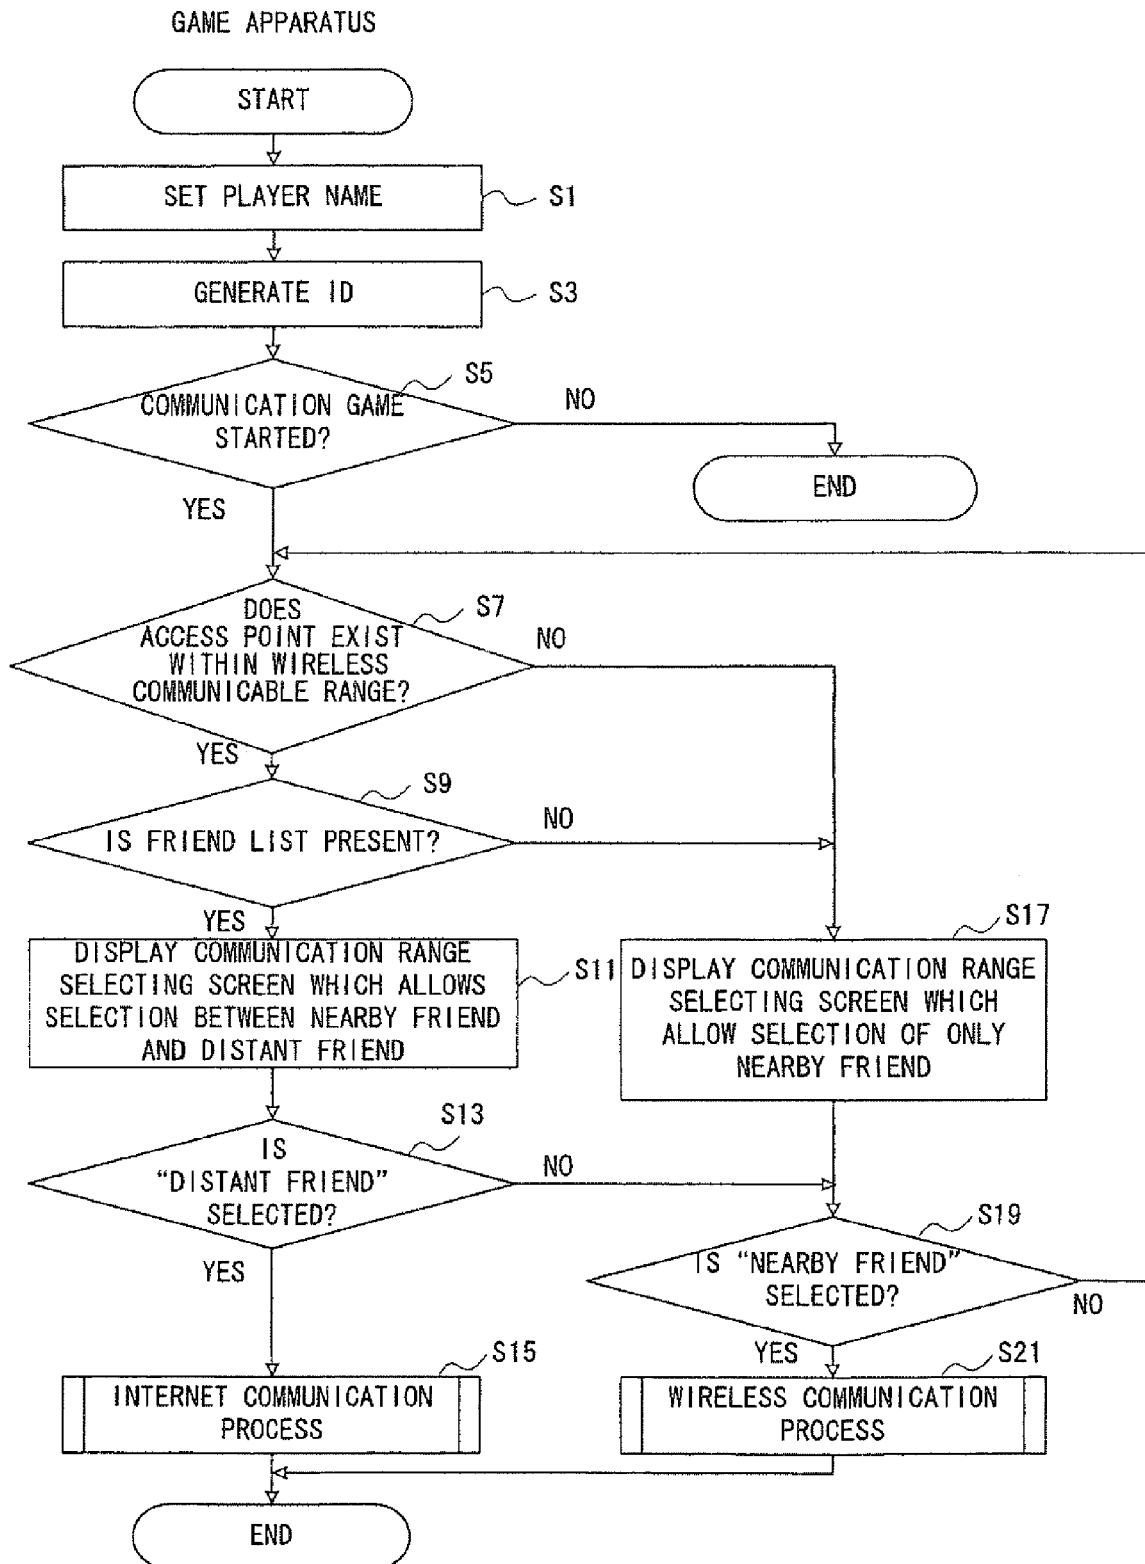 GAME APPARATUS
START
SET PLAYER NAME
S1
GENERATE ID
S3
S5
COMMUNICATION GAME
STARTED?
NO
END
YES
S7
DOES
ACCESS POINT EXIST
WITHIN WIRELESS
COMMUNICABLE RANGE?
NO
YES
S9
IS FRIEND LIST PRESENT?
NO
YES
S11
DISPLAY COMMUNICATION RANGE
SELECTING SCREEN WHICH ALLOWS
SELECTION BETWEEN NEARBY FRIEND
AND DISTANT FRIEND
S17
DISPLAY COMMUNICATION RANGE
SELECTING SCREEN WHICH
ALLOW SELECTION OF ONLY
NEARBY FRIEND
S13
IS
“DISTANT FRIEND”
SELECTED?
NO
YES
S19
IS “NEARBY FRIEND”
SELECTED?
NO
YES
S15
INTERNET COMMUNICATION
PROCESS
S21
WIRELESS COMMUNICATION
PROCESS
END